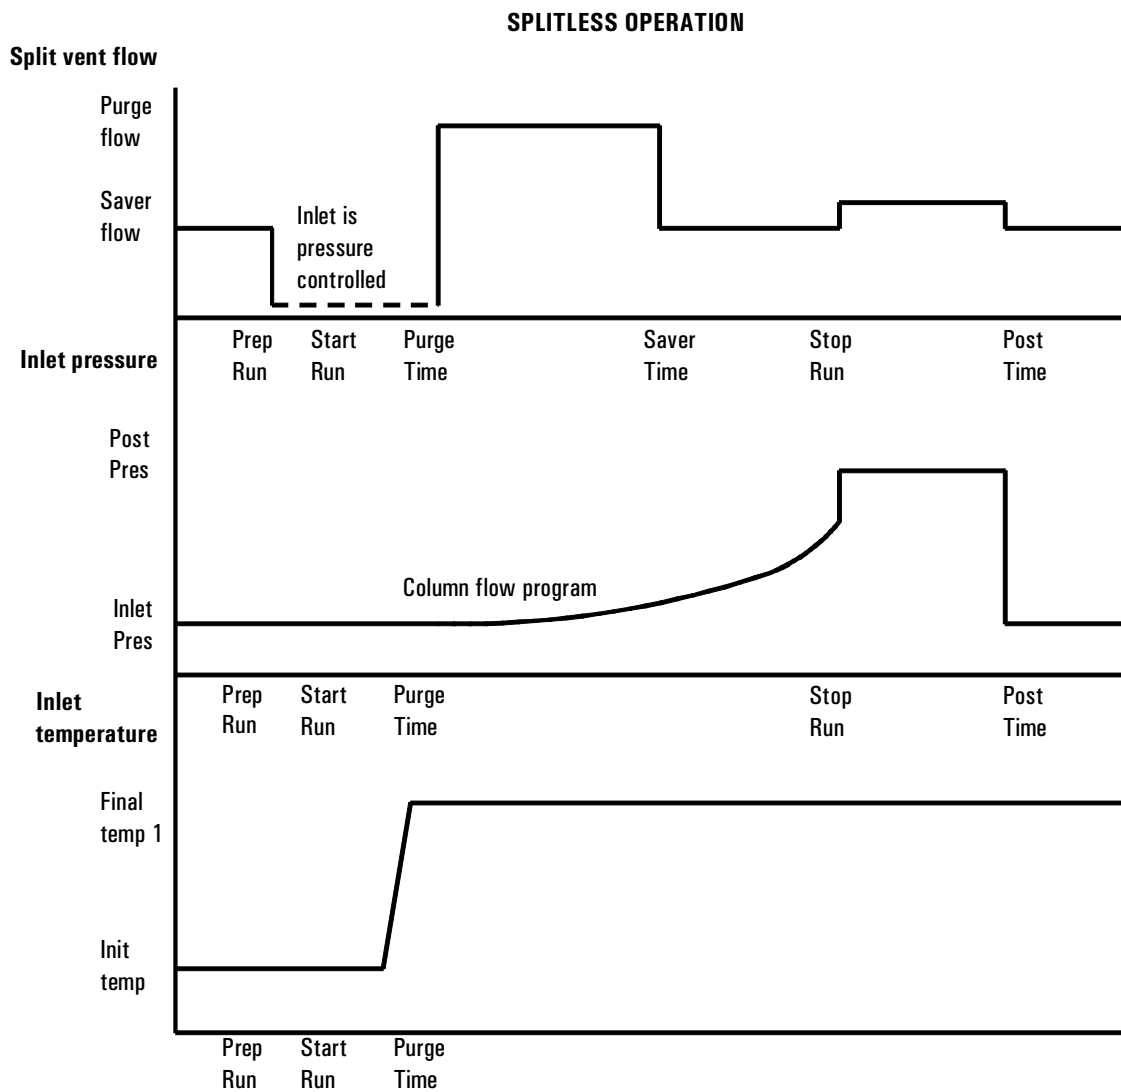 SPLITLESS OPERATION
Split vent flow
Purge
flow
Saver
flow
Inlet is
pressure
controlled
Prep Start Purge Saver Stop Post
Run Run Time Time Run Time
Inlet pressure
Post
Pres
Column flow program
Inlet
Pres
Prep Start Purge Stop Post
Run Run Time Run Time
Inlet
temperature
Final
temp 1
Init
temp
Prep Start Purge
Run Run Time